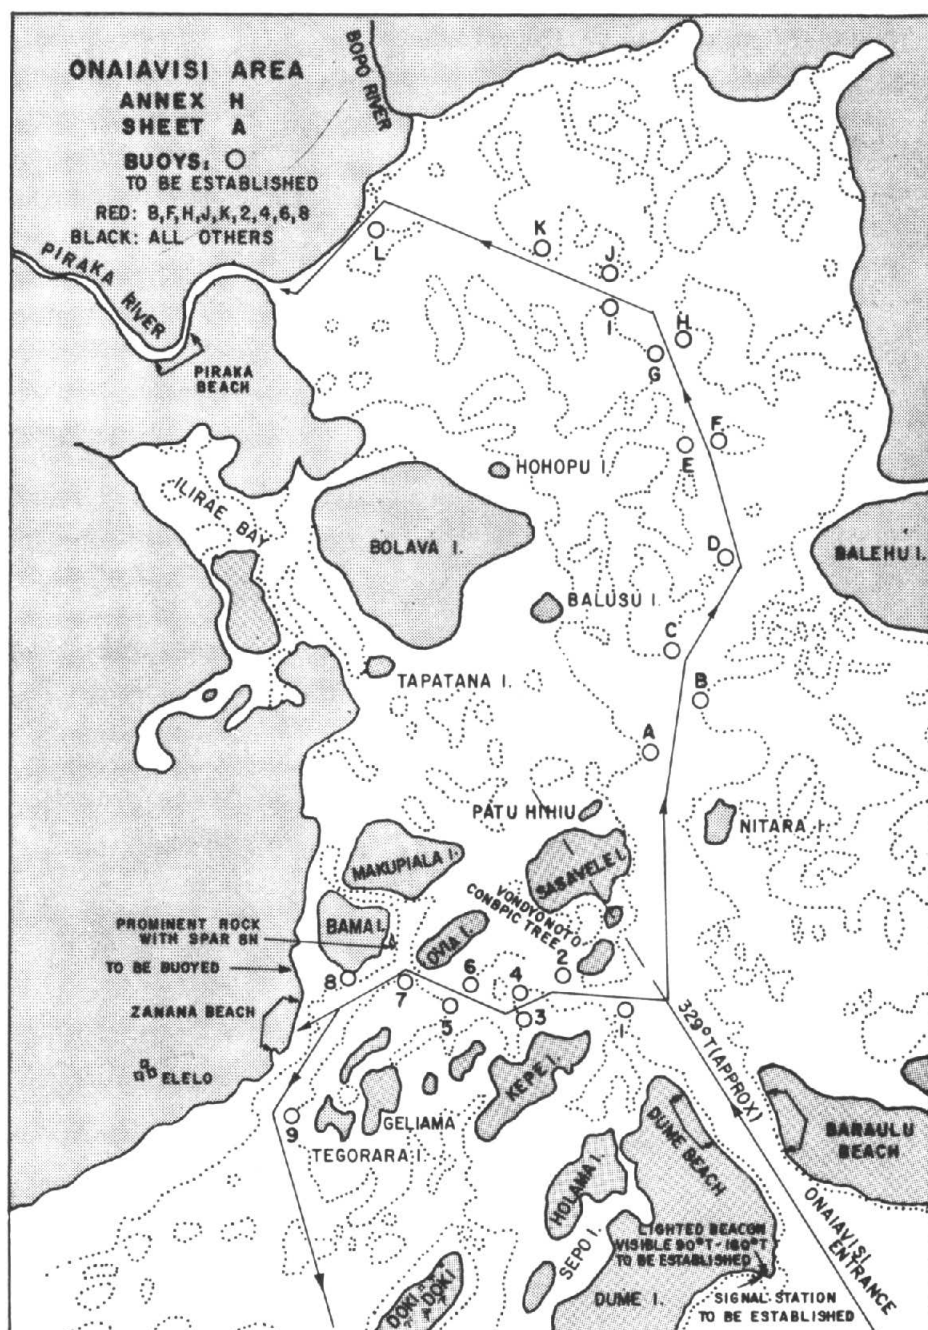 ONAIAVISI AREA
ANNEX H
SHEET A
BUOYS: O
TO BE ESTABLISHED
RED: B,F,H,J,K,2,4,6,8
BLACK: ALL OTHERS
BOPO RIVER
PIRAKA RIVER
PIRAKA
BEACH
K
L
J
I
H
G
F
E
HOHOPU I.
ILIRAE BAY
BOLAVA I.
D
BALEHU I.
BALUSU I.
C
TAPATANA I.
B
A
PATU HIHIU
I
NITARA I.
MAKUPIALA I.
SASAVELE I.
VONDYONOTO
CONSPIC TREE
PROMINENT ROCK
WITH SPAR BN
BAMA I.
OVIA I.
TO BE BUOYED
8
7
6
5
4
3
2
1
ZANANA BEACH
329°T (APPROX)
ELELO
KEPE I.
9
GELIAMA
TEGORARA I.
DUME BEACH
BARAULU
BEACH
HOLAMA I.
SEPO I.
ONAIAVISI
ENTRANCE
LIGHTED BEACON
VISIBLE 90°T-160°T
TO BE ESTABLISHED
DOKI
DOKI
DUME I.
SIGNAL STATION
TO BE ESTABLISHED